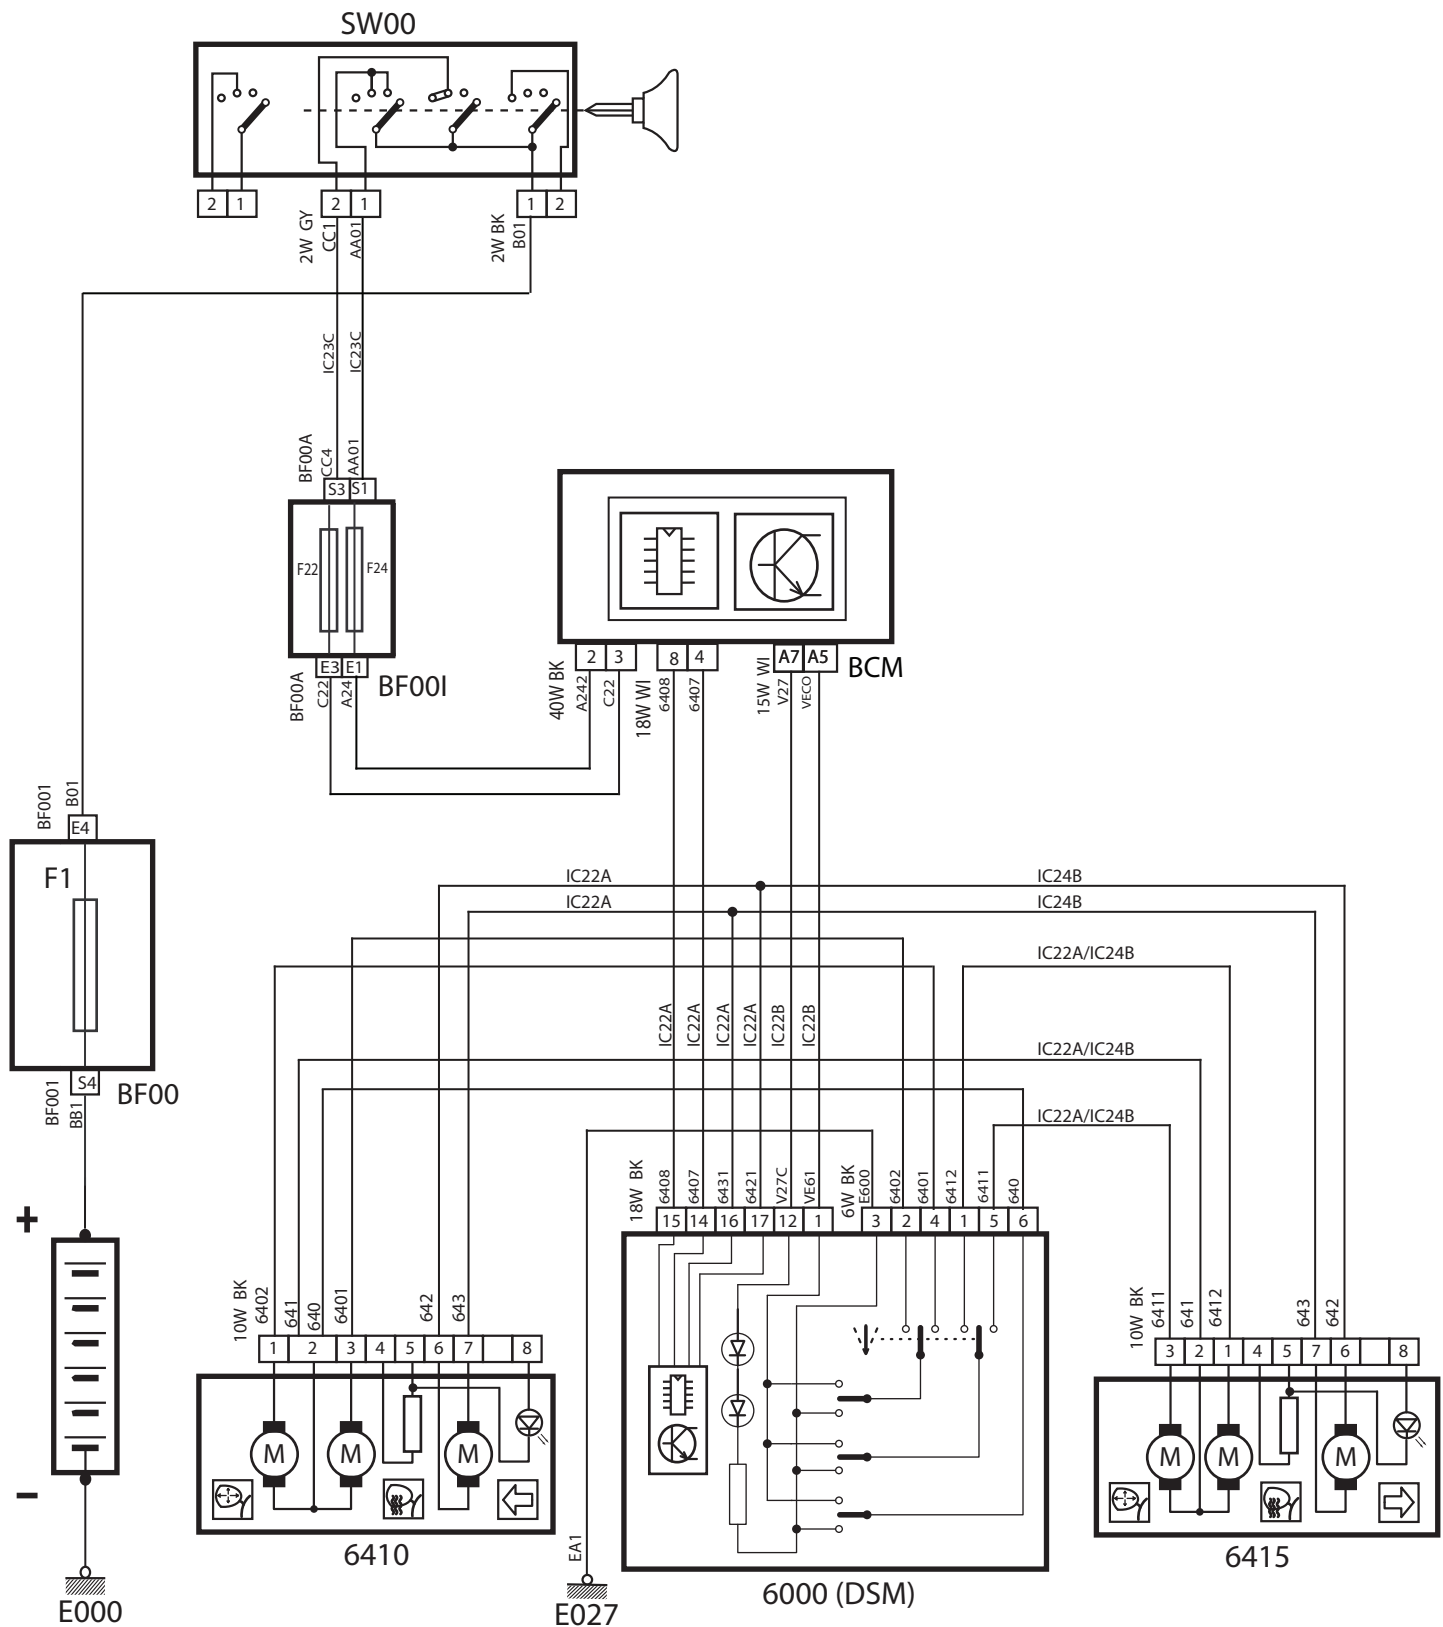 SW00
2 1
2 1
1 2
2W GY
CC1
AA01
2W BK
B01
IC23C
IC23C
BF00A
CC4
AA01
S3 S1
F22
F24
E3 E1
BF00I
BF00A
C22
A24
2 3
8 4
A7 A5
BCM
40W BK
A242
C22
18W WI
6408
6407
15W WI
V27
VECO
BF001
B01
E4
F1
S4
BF00
BF001
BB1
IC22A
IC24B
IC22A
IC24B
IC22A/IC24B
IC22A
IC22A
IC22A
IC22A
IC22B
IC22B
IC22A/IC24B
IC22A/IC24B
18W BK
6408
6407
6431
6421
V27C
VE61
6W BK
E600
6402
6401
6412
6411
640
15 14 16 17 12 1
3 2 4 1 5 6
+
–
10W BK
6402
641
640
6401
642
643
1 2 3 4 5 6 7 8
M M M
6410
10W BK
6411
641
6412
643
642
3 2 1 4 5 7 6 8
M M M
6415
EA1
6000 (DSM)
E000
E027